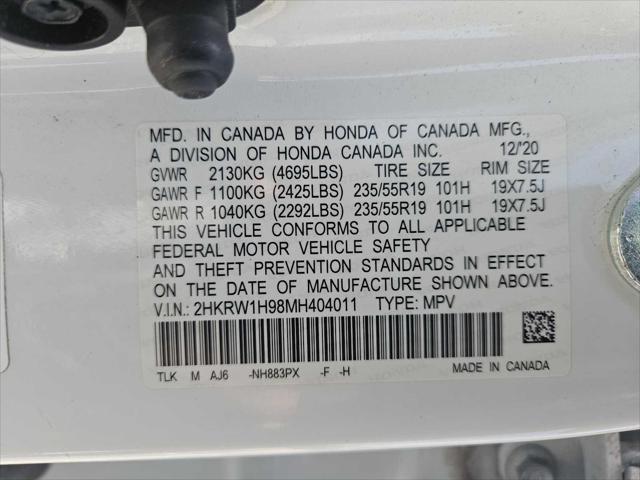 MFD. IN CANADA BY HONDA OF CANADA MFG.,
A DIVISION OF HONDA CANADA INC. 12/'20
GVWR 2130KG (4695LBS) TIRE SIZE RIM SIZE
GAWR F 1100KG (2425LBS) 235/55R19 101H 19X7.5J
GAWR R 1040KG (2292LBS) 235/55R19 101H 19X7.5J
THIS VEHICLE CONFORMS TO ALL APPLICABLE
FEDERAL MOTOR VEHICLE SAFETY
AND THEFT PREVENTION STANDARDS IN EFFECT
ON THE DATE OF MANUFACTURE SHOWN ABOVE.
V.I.N.: 2HKRW1H98MH404011 TYPE: MPV
TLK M AJ6 -NH883PX -F -H MADE IN CANADA